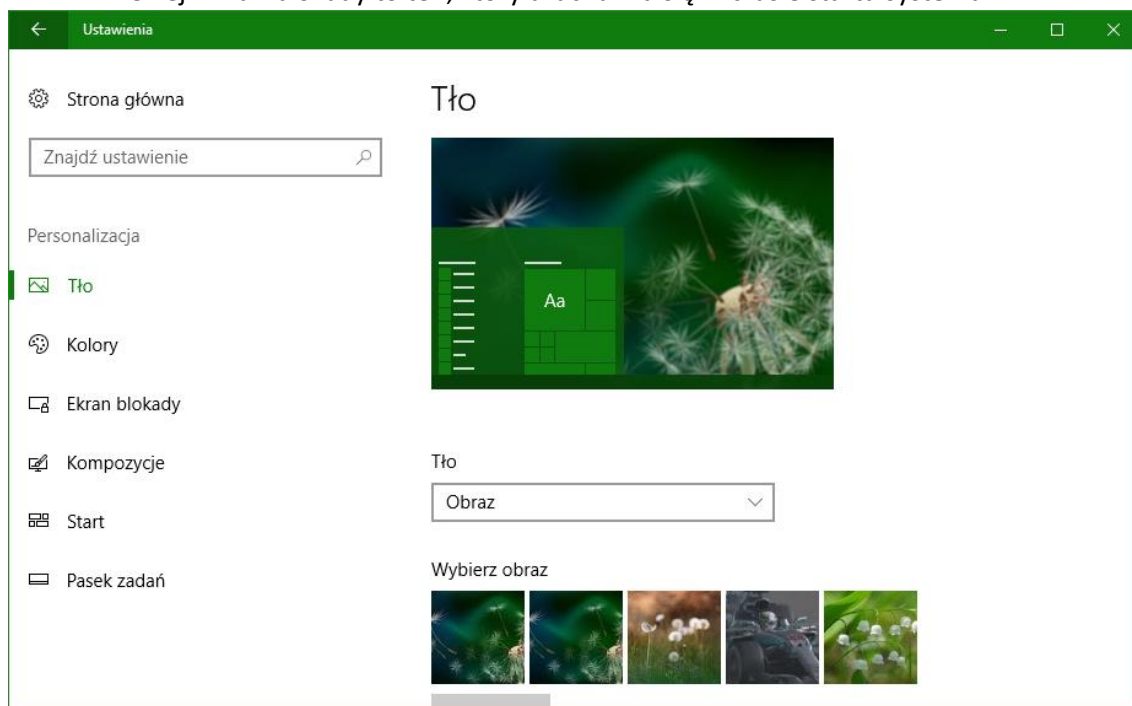 Ustawienia
Strona główna
Znajdź ustawienie
Personalizacja
Tło
Kolory
Ekran blokady
Kompozycje
Start
Pasek zadań
Tło
Aa
Tło
Obraz
Wybierz obraz